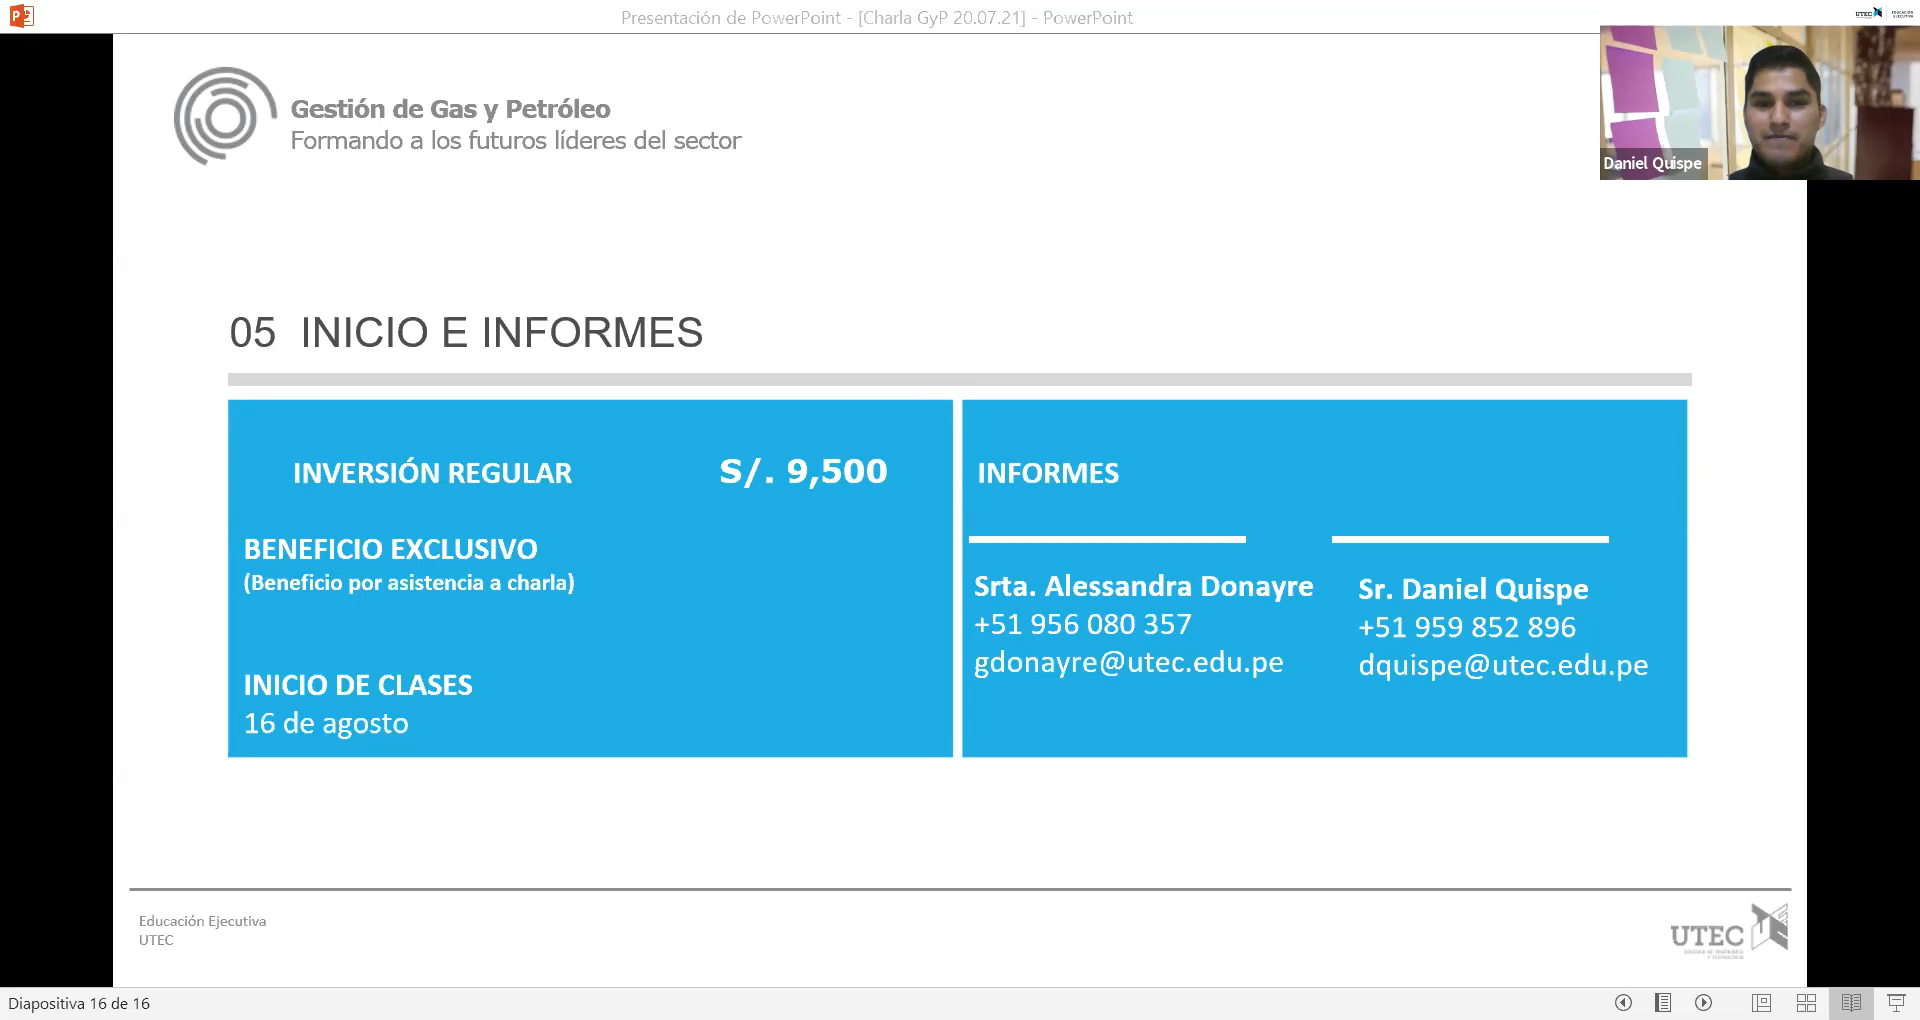 Presentación de PowerPoint - [Charla GyP 20.07.21] - PowerPoint
UTEC
Gestión de Gas y Petróleo
Formando a los futuros líderes del sector
Daniel Quispe
05 INICIO E INFORMES
INVERSIÓN REGULAR S/. 9,500
BENEFICIO EXCLUSIVO
(Beneficio por asistencia a charla)
INICIO DE CLASES
16 de agosto
INFORMES
Srta. Alessandra Donayre
+51 956 080 357
gdonayre@utec.edu.pe
Sr. Daniel Quispe
+51 959 852 896
dquispe@utec.edu.pe
Educación Ejecutiva
UTEC
UTEC
Diapositiva 16 de 16